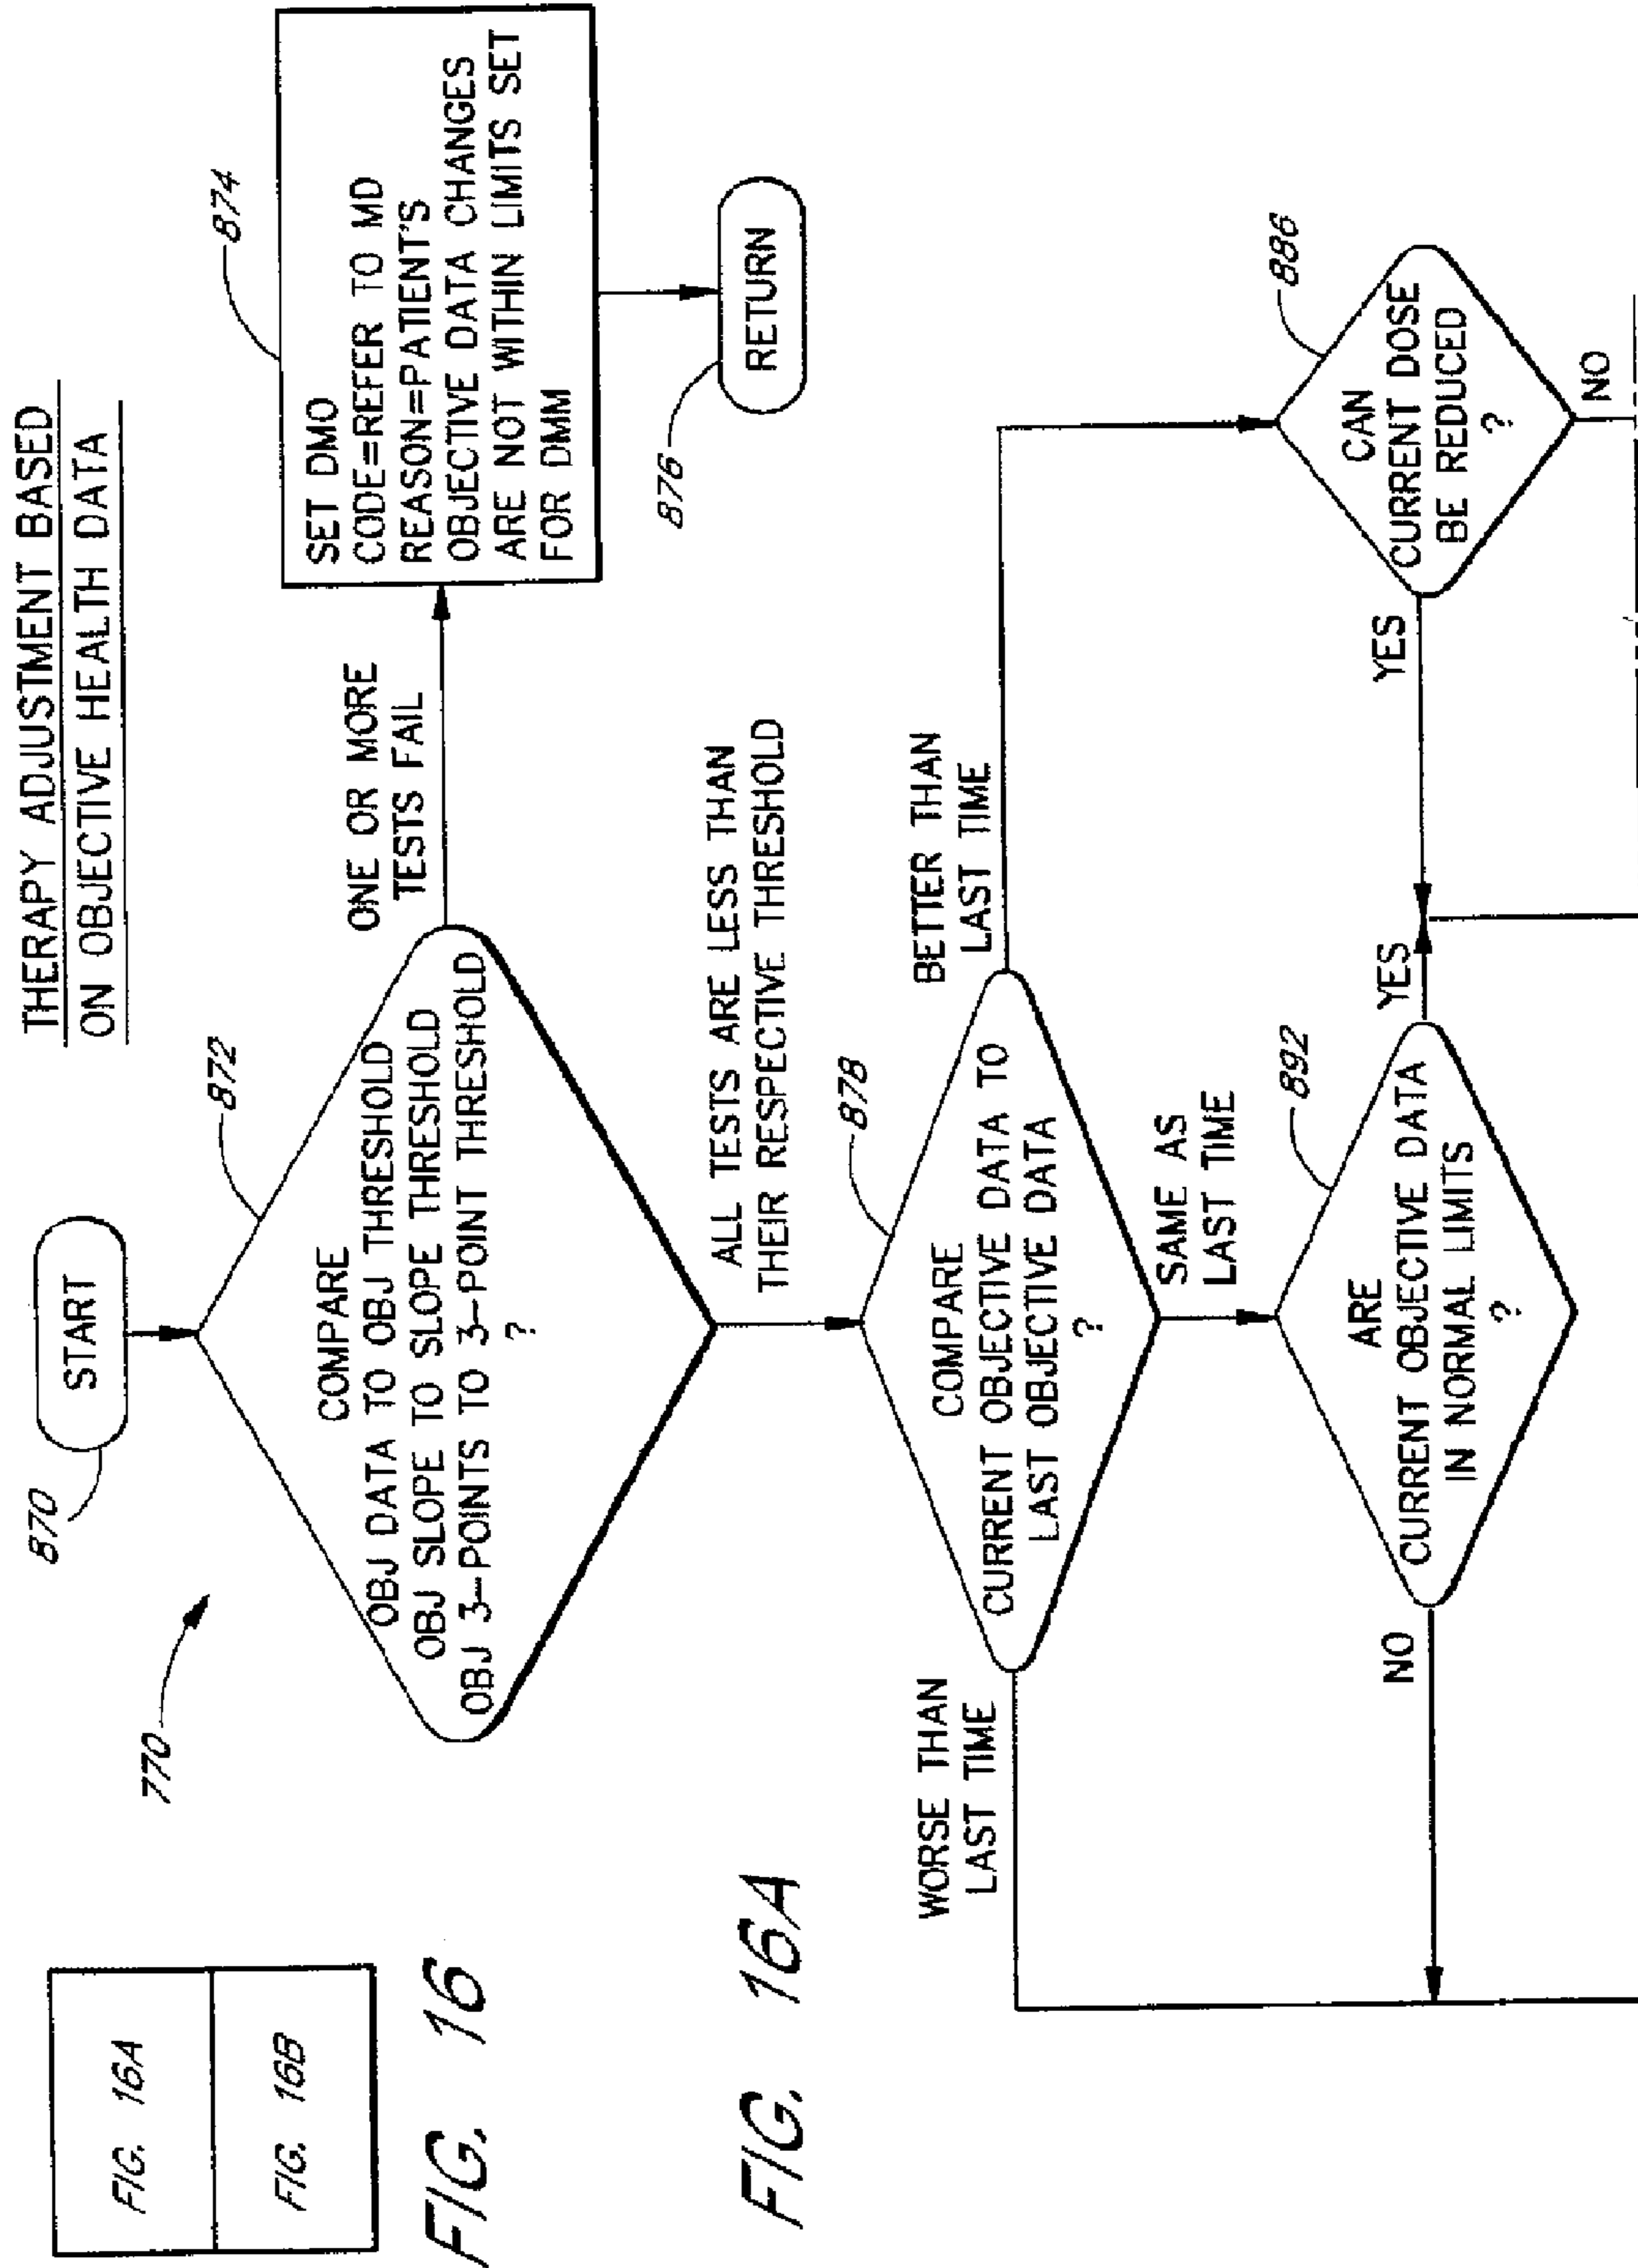 THERAPY ADJUSTMENT BASED
ON OBJECTIVE HEALTH DATA
FIG. 16A
FIG. 16B
FIG. 16
FIG. 16A
770
870
START
872
COMPARE
OBJ DATA TO OBJ THRESHOLD
OBJ SLOPE TO SLOPE THRESHOLD
OBJ 3-POINTS TO 3-POINT THRESHOLD
?
ONE OR MORE
TESTS FAIL
874
SET DMO
CODE=REFER TO MD
REASON=PATIENT'S
OBJECTIVE DATA CHANGES
ARE NOT WITHIN LIMITS SET
FOR DMM
876
RETURN
ALL TESTS ARE LESS THAN
THEIR RESPECTIVE THRESHOLD
878
COMPARE
CURRENT OBJECTIVE DATA TO
LAST OBJECTIVE DATA
?
WORSE THAN
LAST TIME
BETTER THAN
LAST TIME
SAME AS
LAST TIME
892
ARE
CURRENT OBJECTIVE DATA
IN NORMAL LIMITS
?
NO
YES
YES
886
CAN
CURRENT DOSE
BE REDUCED
?
NO